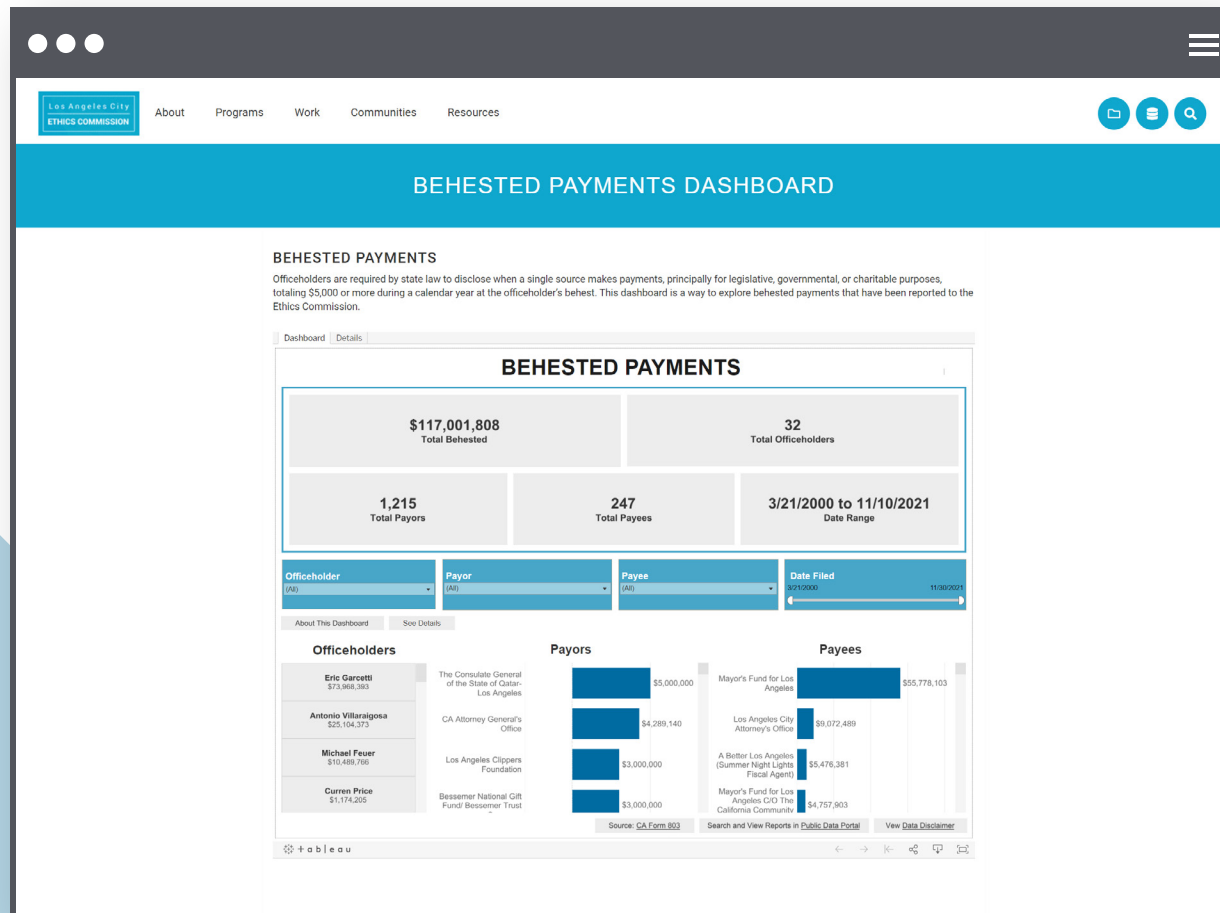 Los Angeles City
ETHICS COMMISSION
About
Programs
Work
Communities
Resources
BEHESTED PAYMENTS DASHBOARD
BEHESTED PAYMENTS
Officeholders are required by state law to disclose when a single source makes payments, principally for legislative, governmental, or charitable purposes,
totaling $5,000 or more during a calendar year at the officeholder's behest. This dashboard is a way to explore behested payments that have been reported to the
Ethics Commission.
Dashboard
Details
BEHESTED PAYMENTS
$117,001,808
Total Behested
32
Total Officeholders
1,215
Total Payors
247
Total Payees
3/21/2000 to 11/10/2021
Date Range
Officeholder
(All)
Payor
(All)
Payee
(All)
Date Filed
3/21/2000
11/30/2021
About This Dashboard
See Details
Officeholders
Eric Garcetti
$73,968,393
Antonio Villaraigosa
$25,104,373
Michael Feuer
$10,489,766
Curren Price
$1,174,205
Payors
The Consulate General
of the State of Qatar-
Los Angeles
$5,000,000
CA Attorney General's
Office
$4,289,140
Los Angeles Clippers
Foundation
$3,000,000
Bessemer National Gift
Fund/ Bessemer Trust
$3,000,000
Payees
Mayor's Fund for Los
Angeles
$55,778,103
Los Angeles City
Attorney's Office
$9,072,489
A Better Los Angeles
(Summer Night Lights
Fiscal Agent)
$5,476,381
Mayor's Fund for Los
Angeles C/O The
California Community
$4,757,903
Source: CA Form 803
Search and View Reports in Public Data Portal
Vew Data Disclaimer
+ableau